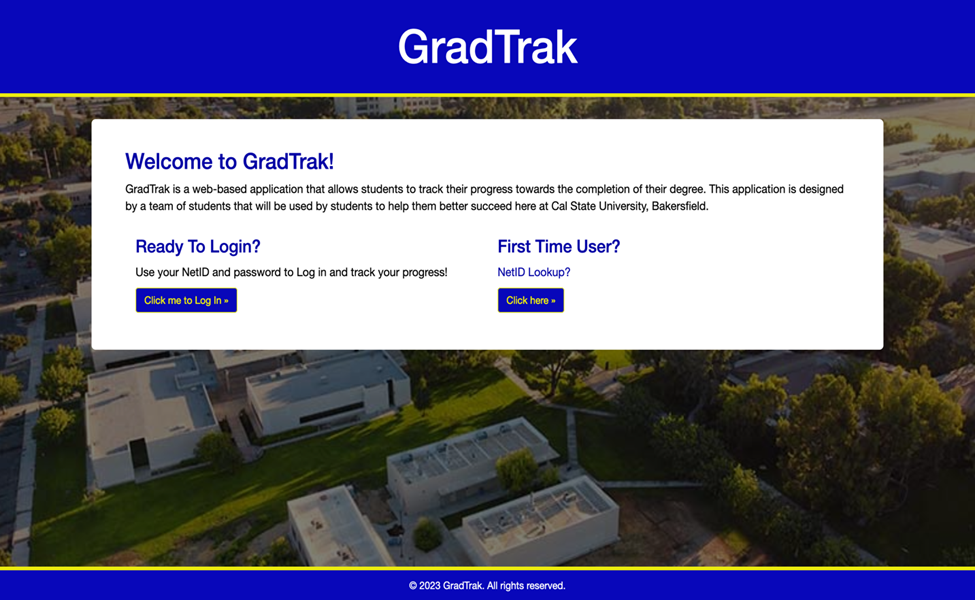 GradTrak
Welcome to GradTrak!
GradTrak is a web-based application that allows students to track their progress towards the completion of their degree. This application is designed
by a team of students that will be used by students to help them better succeed here at Cal State University, Bakersfield.
Ready To Login?
Use your NetID and password to Log in and track your progress!
Click me to Log In »
First Time User?
NetID Lookup?
Click here »
© 2023 GradTrak. All rights reserved.